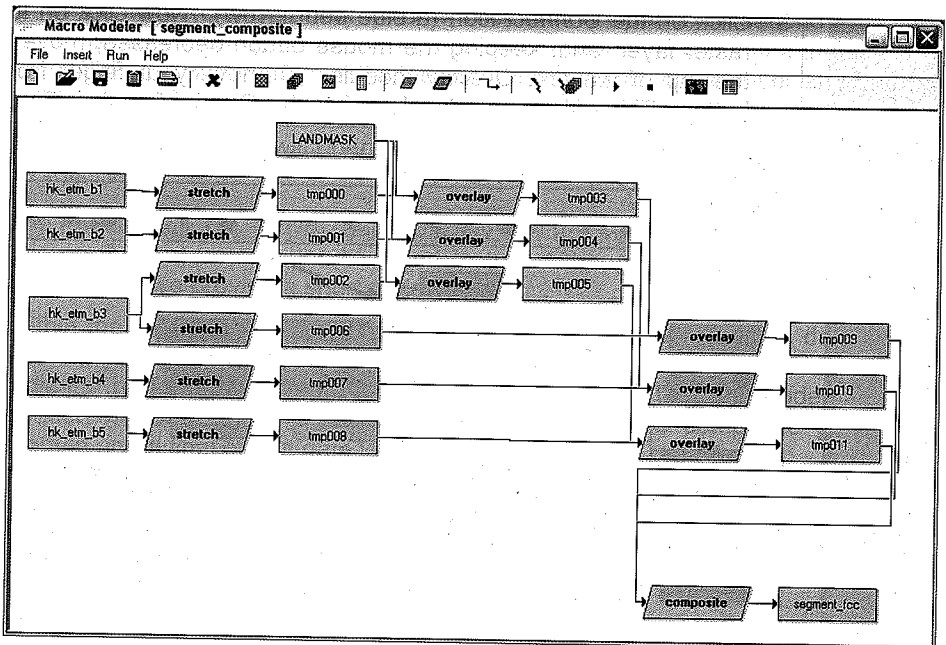 Macro Modeler [ segment_composite ]
File Insert Run Help
LANDMASK
hk_etm_b1 stretch tmp000 overlay tmp003
hk_etm_b2 stretch tmp001 overlay tmp004
stretch tmp002 overlay tmp005
hk_etm_b3
stretch tmp006 overlay tmp009
hk_etm_b4 stretch tmp007 overlay tmp010
hk_etm_b5 stretch tmp008 overlay tmp011
composite segment_fcc